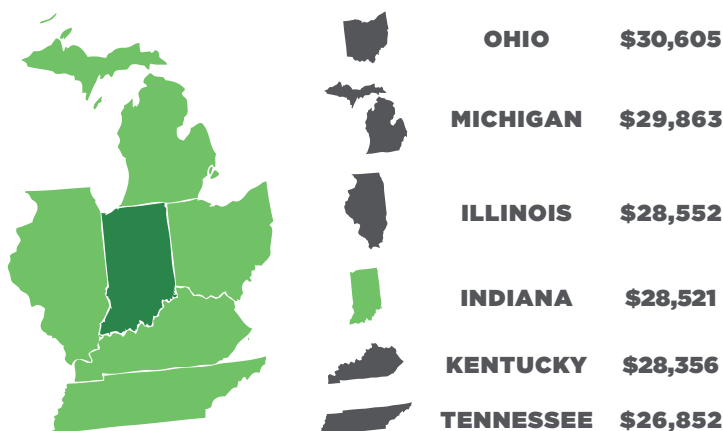 OHIO $30,605
MICHIGAN $29,863
ILLINOIS $28,552
INDIANA $28,521
KENTUCKY $28,356
TENNESSEE $26,852